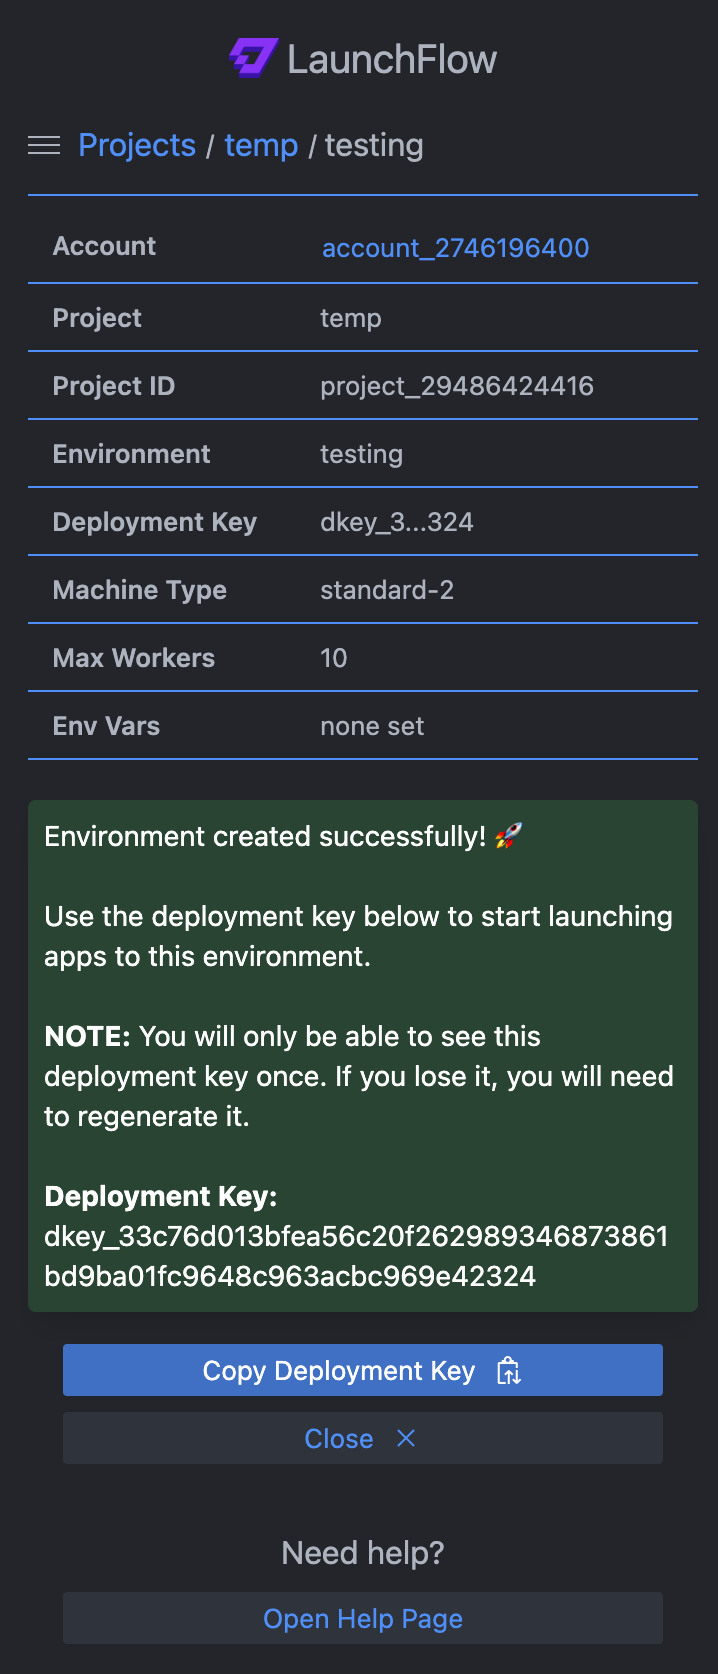 LaunchFlow
Projects / temp / testing
Account account_2746196400
Project temp
Project ID project_29486424416
Environment testing
Deployment Key dkey_3...324
Machine Type standard-2
Max Workers 10
Env Vars none set
Environment created successfully! 🚀
Use the deployment key below to start launching
apps to this environment.
NOTE: You will only be able to see this
deployment key once. If you lose it, you will need
to regenerate it.
Deployment Key:
dkey_33c76d013bfea56c20f262989346873861
bd9ba01fc9648c963acbc969e42324
Copy Deployment Key
Close
Need help?
Open Help Page